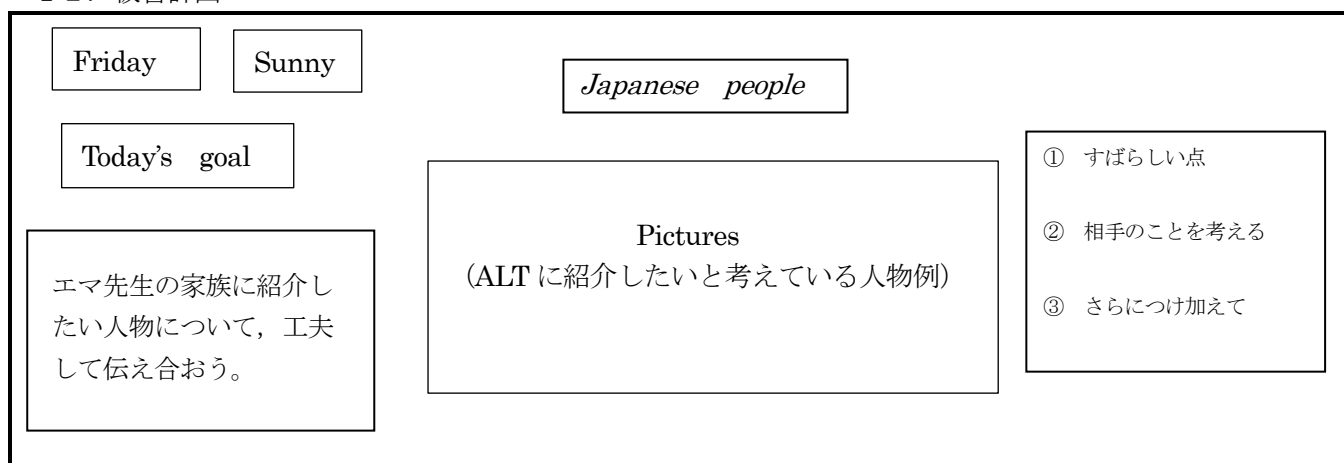 Friday
Sunny
Japanese people
Today's goal
エマ先生の家族に紹介し
たい人物について，工夫
して伝え合おう。
Pictures
（ALT に紹介したいと考えている人物例）
① すばらしい点
② 相手のことを考える
③ さらにつけ加えて